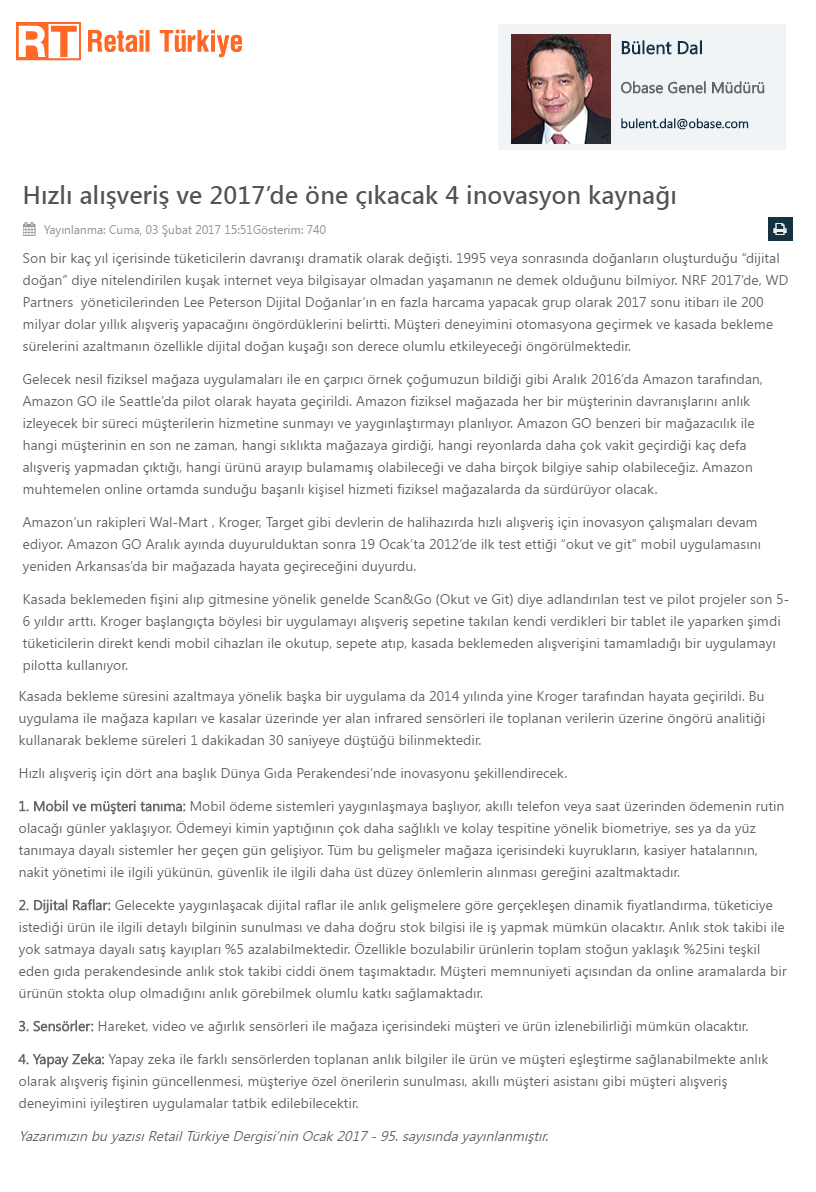 RT Retail Türkiye
Bülent Dal
Obase Genel Müdürü
bulent.dal@obase.com
Hızlı alışveriş ve 2017’de öne çıkacak 4 inovasyon kaynağı
Yayınlanma: Cuma, 03 Şubat 2017 15:51Gösterim: 740
Son bir kaç yıl içerisinde tüketicilerin davranışı dramatik olarak değişti. 1995 veya sonrasında doğanların oluşturduğu “dijital
doğan” diye nitelendirilen kuşak internet veya bilgisayar olmadan yaşamanın ne demek olduğunu bilmiyor. NRF 2017’de, WD
Partners  yöneticilerinden Lee Peterson Dijital Doğanlar’ın en fazla harcama yapacak grup olarak 2017 sonu itibarı ile 200
milyar dolar yıllık alışveriş yapacağını öngördüklerini belirtti. Müşteri deneyimini otomasyona geçirmek ve kasada bekleme
sürelerini azaltmanın özellikle dijital doğan kuşağı son derece olumlu etkileyeceği öngörülmektedir.
Gelecek nesil fiziksel mağaza uygulamaları ile en çarpıcı örnek çoğumuzun bildiği gibi Aralık 2016’da Amazon tarafından,
Amazon GO ile Seattle’da pilot olarak hayata geçirildi. Amazon fiziksel mağazada her bir müşterinin davranışlarını anlık
izleyecek bir süreci müşterilerin hizmetine sunmayı ve yaygınlaştırmayı planlıyor. Amazon GO benzeri bir mağazacılık ile
hangi müşterinin en son ne zaman, hangi sıklıkta mağazaya girdiği, hangi reyonlarda daha çok vakit geçirdiği kaç defa
alışveriş yapmadan çıktığı, hangi ürünü arayıp bulamamış olabileceği ve daha birçok bilgiye sahip olabileceğiz. Amazon
muhtemelen online ortamda sunduğu başarılı kişisel hizmeti fiziksel mağazalarda da sürdürüyor olacak.
Amazon’un rakipleri Wal-Mart , Kroger, Target gibi devlerin de halihazırda hızlı alışveriş için inovasyon çalışmaları devam
ediyor. Amazon GO Aralık ayında duyurulduktan sonra 19 Ocak’ta 2012’de ilk test ettiği “okut ve git” mobil uygulamasını
yeniden Arkansas’da bir mağazada hayata geçireceğini duyurdu.
Kasada beklemeden fişini alıp gitmesine yönelik genelde Scan&Go (Okut ve Git) diye adlandırılan test ve pilot projeler son 5-
6 yıldır arttı. Kroger başlangıçta böylesi bir uygulamayı alışveriş sepetine takılan kendi verdikleri bir tablet ile yaparken şimdi
tüketicilerin direkt kendi mobil cihazları ile okutup, sepete atıp, kasada beklemeden alışverişini tamamladığı bir uygulamayı
pilotta kullanıyor.
Kasada bekleme süresini azaltmaya yönelik başka bir uygulama da 2014 yılında yine Kroger tarafından hayata geçirildi. Bu
uygulama ile mağaza kapıları ve kasalar üzerinde yer alan infrared sensörleri ile toplanan verilerin üzerine öngörü analitiği
kullanarak bekleme süreleri 1 dakikadan 30 saniyeye düştüğü bilinmektedir.
Hızlı alışveriş için dört ana başlık Dünya Gıda Perakendesi’nde inovasyonu şekillendirecek.
1. Mobil ve müşteri tanıma: Mobil ödeme sistemleri yaygınlaşmaya başlıyor, akıllı telefon veya saat üzerinden ödemenin rutin
olacağı günler yaklaşıyor. Ödemeyi kimin yaptığının çok daha sağlıklı ve kolay tespitine yönelik biometriye, ses ya da yüz
tanımaya dayalı sistemler her geçen gün gelişiyor. Tüm bu gelişmeler mağaza içerisindeki kuyrukların, kasiyer hatalarının,
nakit yönetimi ile ilgili yükünün, güvenlik ile ilgili daha üst düzey önlemlerin alınması gereğini azaltmaktadır.
2. Dijital Raflar: Gelecekte yaygınlaşacak dijital raflar ile anlık gelişmelere göre gerçekleşen dinamik fiyatlandırma, tüketiciye
istediği ürün ile ilgili detaylı bilginin sunulması ve daha doğru stok bilgisi ile iş yapmak mümkün olacaktır. Anlık stok takibi ile
yok satmaya dayalı satış kayıpları %5 azalabilmektedir. Özellikle bozulabilir ürünlerin toplam stoğun yaklaşık %25ini teşkil
eden gıda perakendesinde anlık stok takibi ciddi önem taşımaktadır. Müşteri memnuniyeti açısından da online aramalarda bir
ürünün stokta olup olmadığını anlık görebilmek olumlu katkı sağlamaktadır.
3. Sensörler: Hareket, video ve ağırlık sensörleri ile mağaza içerisindeki müşteri ve ürün izlenebilirliği mümkün olacaktır.
4. Yapay Zeka: Yapay zeka ile farklı sensörlerden toplanan anlık bilgiler ile ürün ve müşteri eşleştirme sağlanabilmekte anlık
olarak alışveriş fişinin güncellenmesi, müşteriye özel önerilerin sunulması, akıllı müşteri asistanı gibi müşteri alışveriş
deneyimini iyileştiren uygulamalar tatbik edilebilecektir.
Yazarımızın bu yazısı Retail Türkiye Dergisi’nin Ocak 2017 - 95. sayısında yayınlanmıştır.